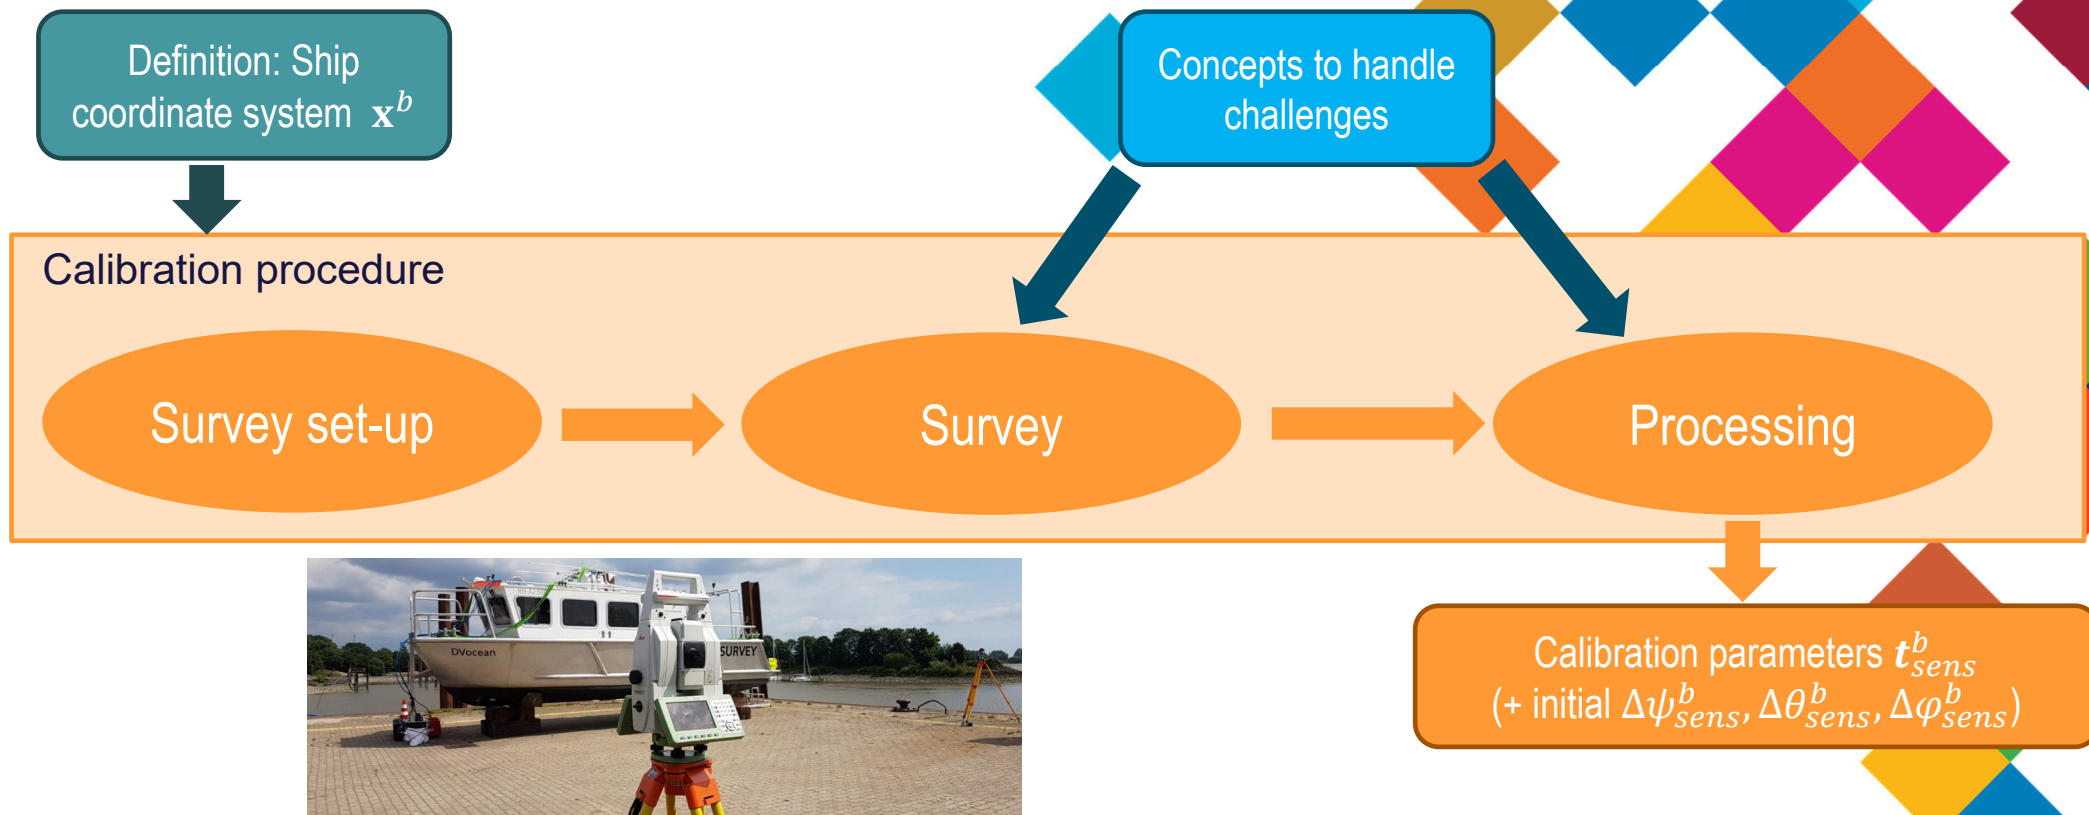 Definition: Ship
coordinate system x^b
Concepts to handle
challenges
Calibration procedure
Survey set-up
Survey
Processing
DVocean
SURVEY
Calibration parameters t^b_sens
(+ initial Δψ^b_sens, Δθ^b_sens, Δφ^b_sens)